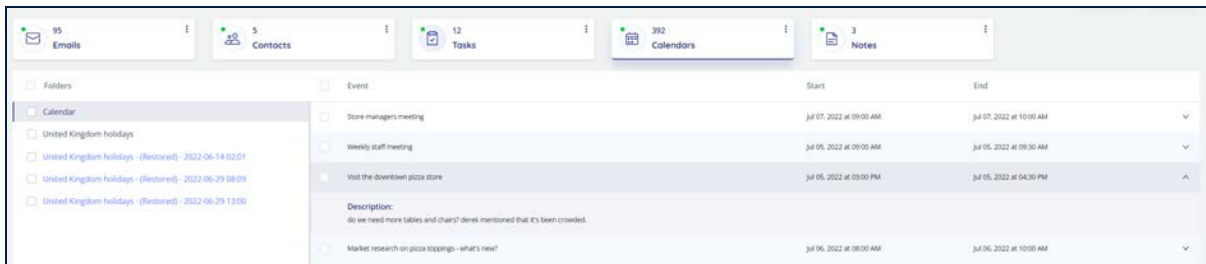 95
Emails
5
Contacts
12
Tasks
392
Calendars
3
Notes
Folders
Calendar
United Kingdom holidays
United Kingdom holidays - (Restored) - 2022-06-14 02:01
United Kingdom holidays - (Restored) - 2022-06-29 08:09
United Kingdom holidays - (Restored) - 2022-06-29 13:00
Event Start End
Store managers meeting Jul 07, 2022 at 09:00 AM Jul 07, 2022 at 10:00 AM
Weekly staff meeting Jul 05, 2022 at 09:00 AM Jul 05, 2022 at 09:30 AM
Visit the downtown pizza store Jul 05, 2022 at 03:00 PM Jul 05, 2022 at 04:30 PM
Description:
do we need more tables and chairs? derek mentioned that it's been crowded.
Market research on pizza toppings - what's new? Jul 06, 2022 at 08:00 AM Jul 06, 2022 at 10:00 AM